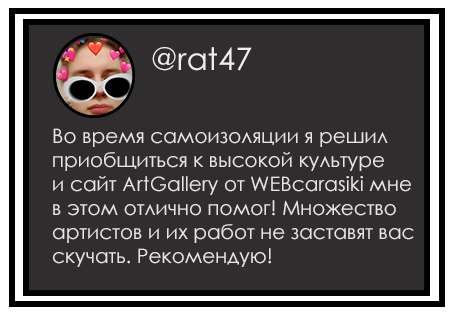 @rat47
Во время самоизоляции я решил
приобщиться к высокой культуре
и сайт ArtGallery от WEBcarasiki мне
в этом отлично помог! Множество
артистов и их работ не заставят вас
скучать. Рекомендую!